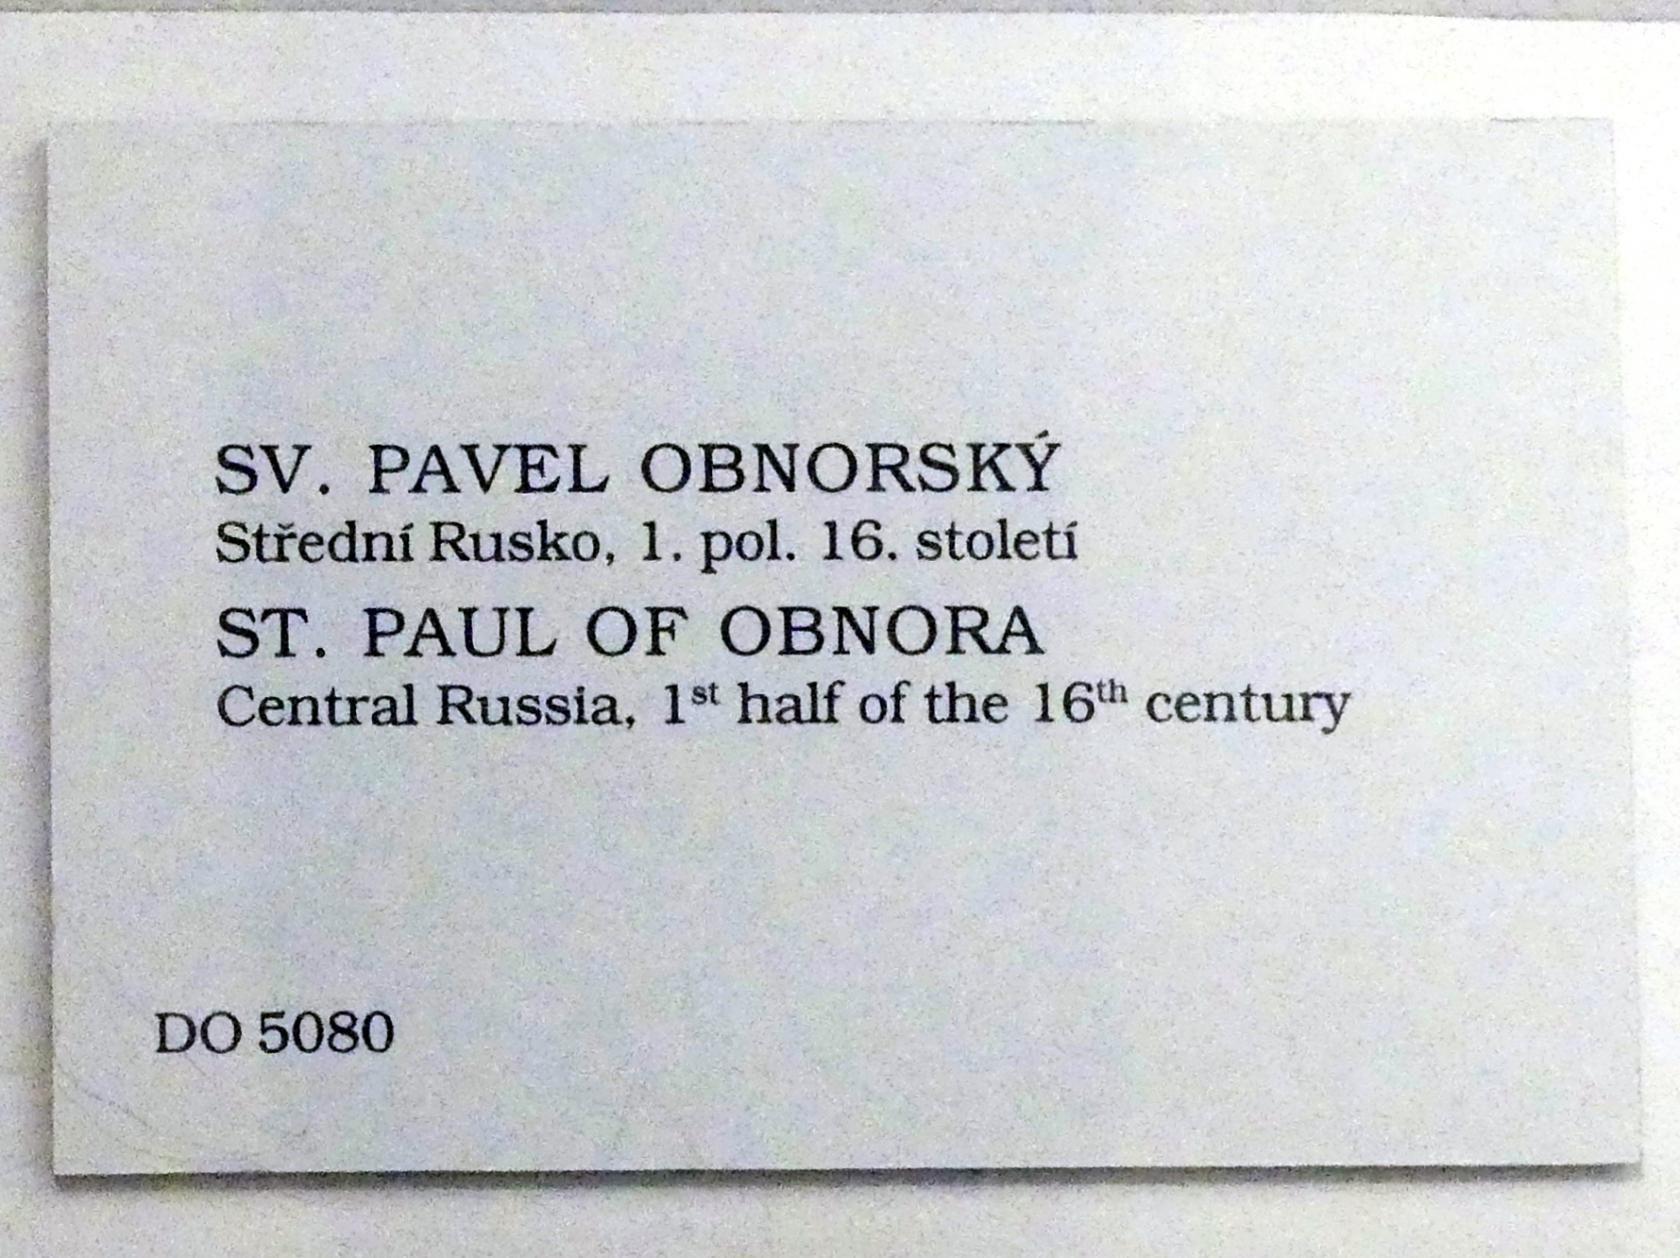 SV. PAVEL OBNORSKÝ
Střední Rusko, 1. pol. 16. století
ST. PAUL OF OBNORA
Central Russia, 1st half of the 16th century
DO 5080